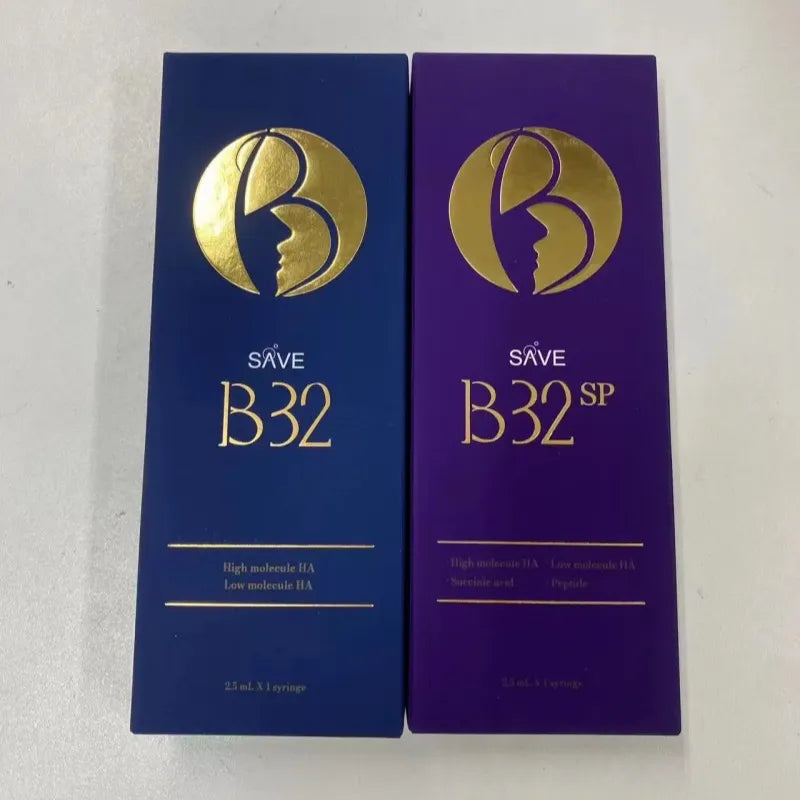 SAVE
B32
High molecule HA
Low molecule HA
2.5 mL X 1 syringe
SAVE
B32 SP
· High molecule HA · Low molecule HA
· Succinic acid · Peptide
2.5 mL X 1 syringe